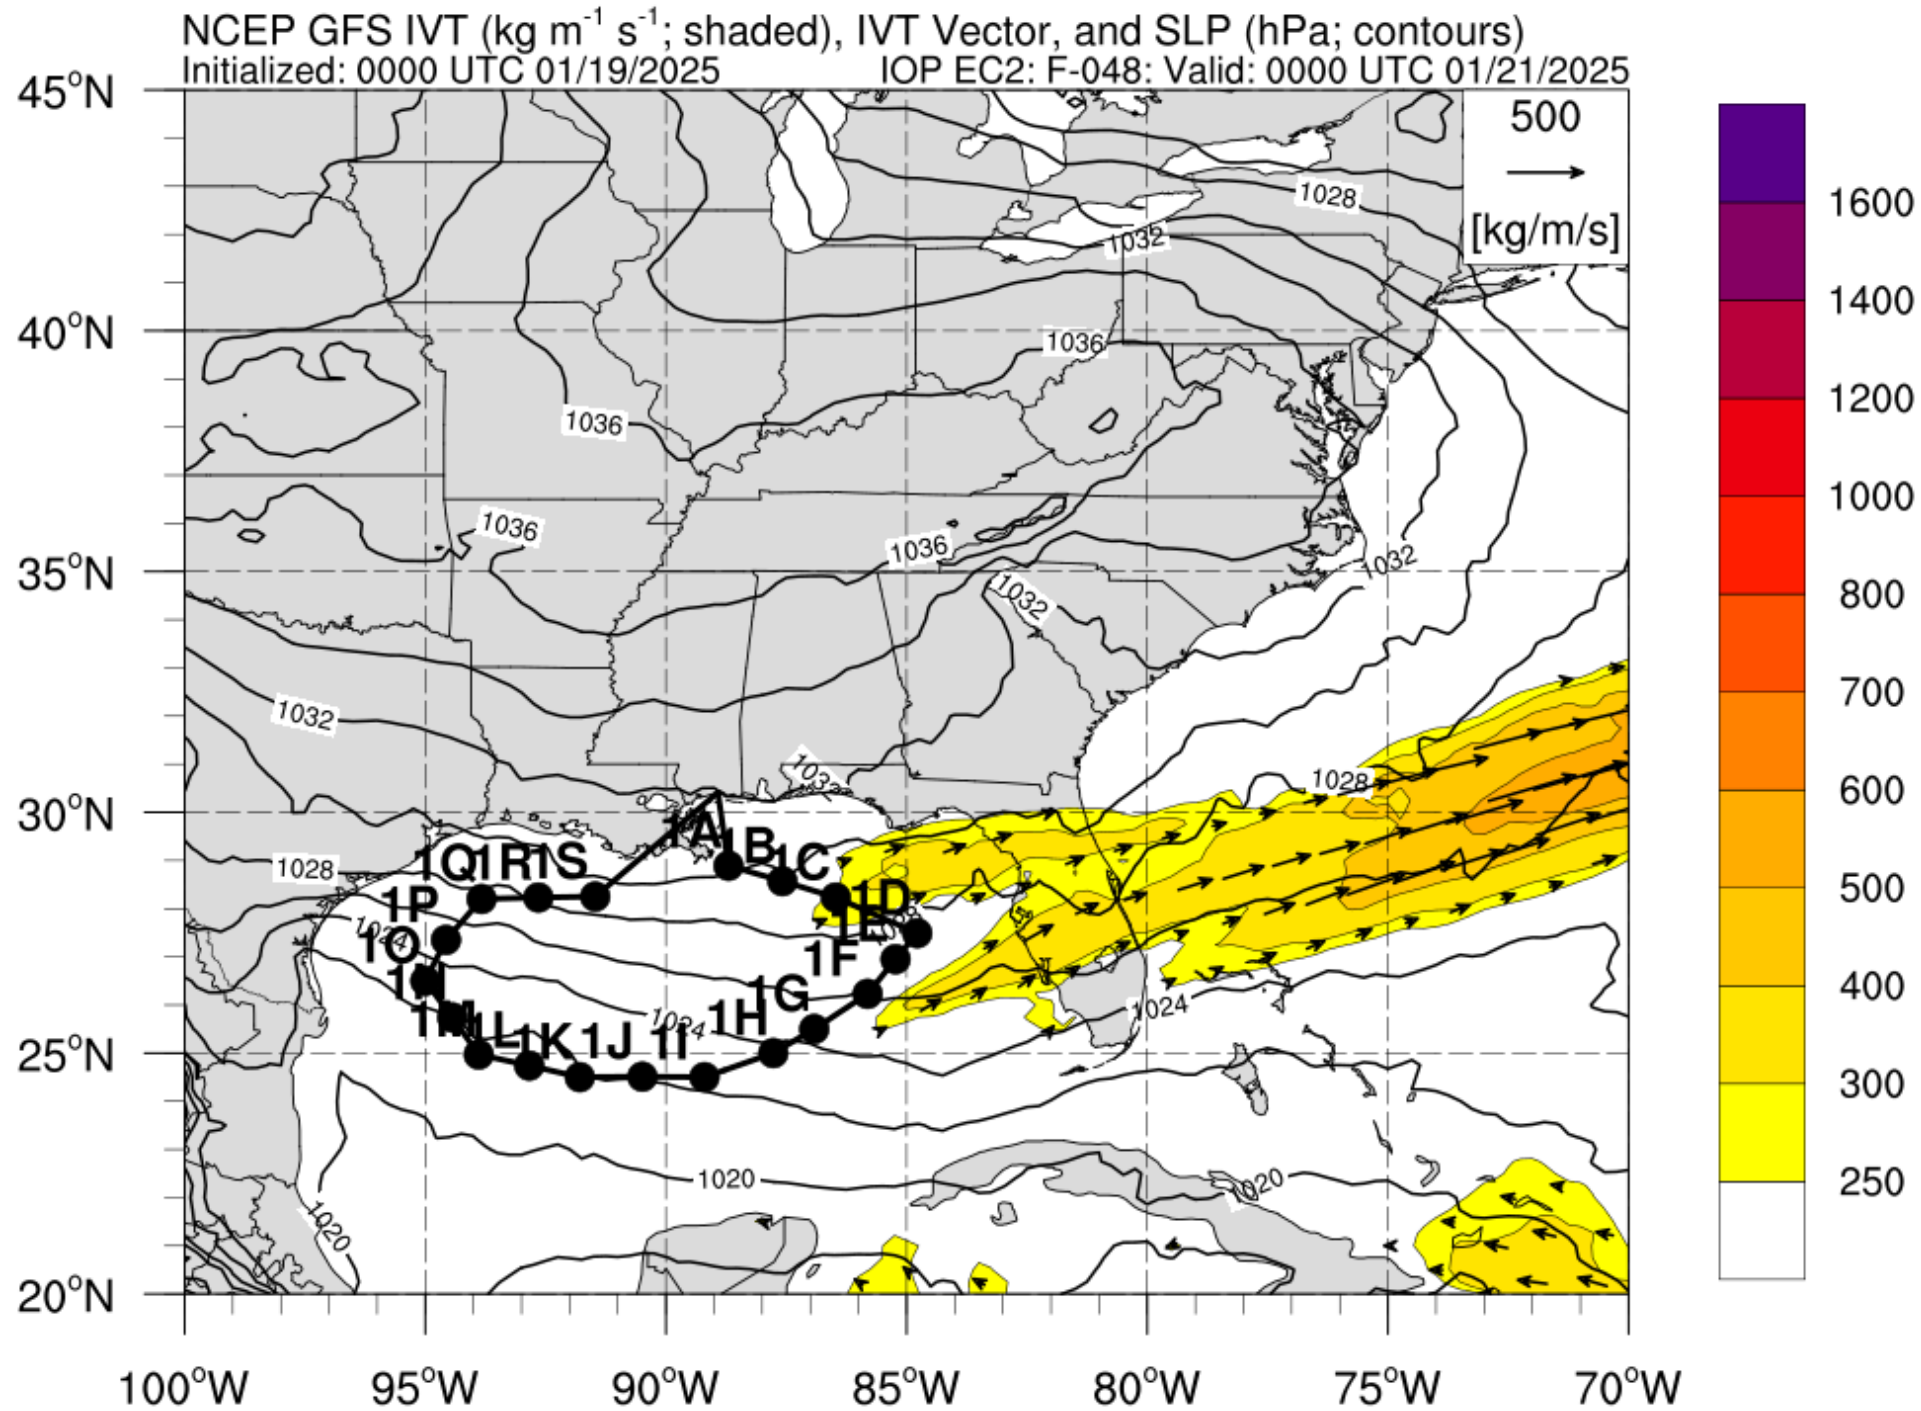 NCEP GFS IVT (kg m⁻¹ s⁻¹; shaded), IVT Vector, and SLP (hPa; contours)
Initialized: 0000 UTC 01/19/2025 IOP EC2: F-048: Valid: 0000 UTC 01/21/2025
45°N
500
[kg/m/s]
1028
1032
40°N
1036
1036
1036
1036
35°N
1032
1032
1032
1028
30°N
1A 1B 1C
1Q 1R 1S
1028
1P
1D
1E
1024
1O
1F
1N
1G
1024
1024
1M 1L 1K 1J 1I 1H
25°N
1020
1020
1020
20°N
100°W 95°W 90°W 85°W 80°W 75°W 70°W
1600
1400
1200
1000
800
700
600
500
400
300
250